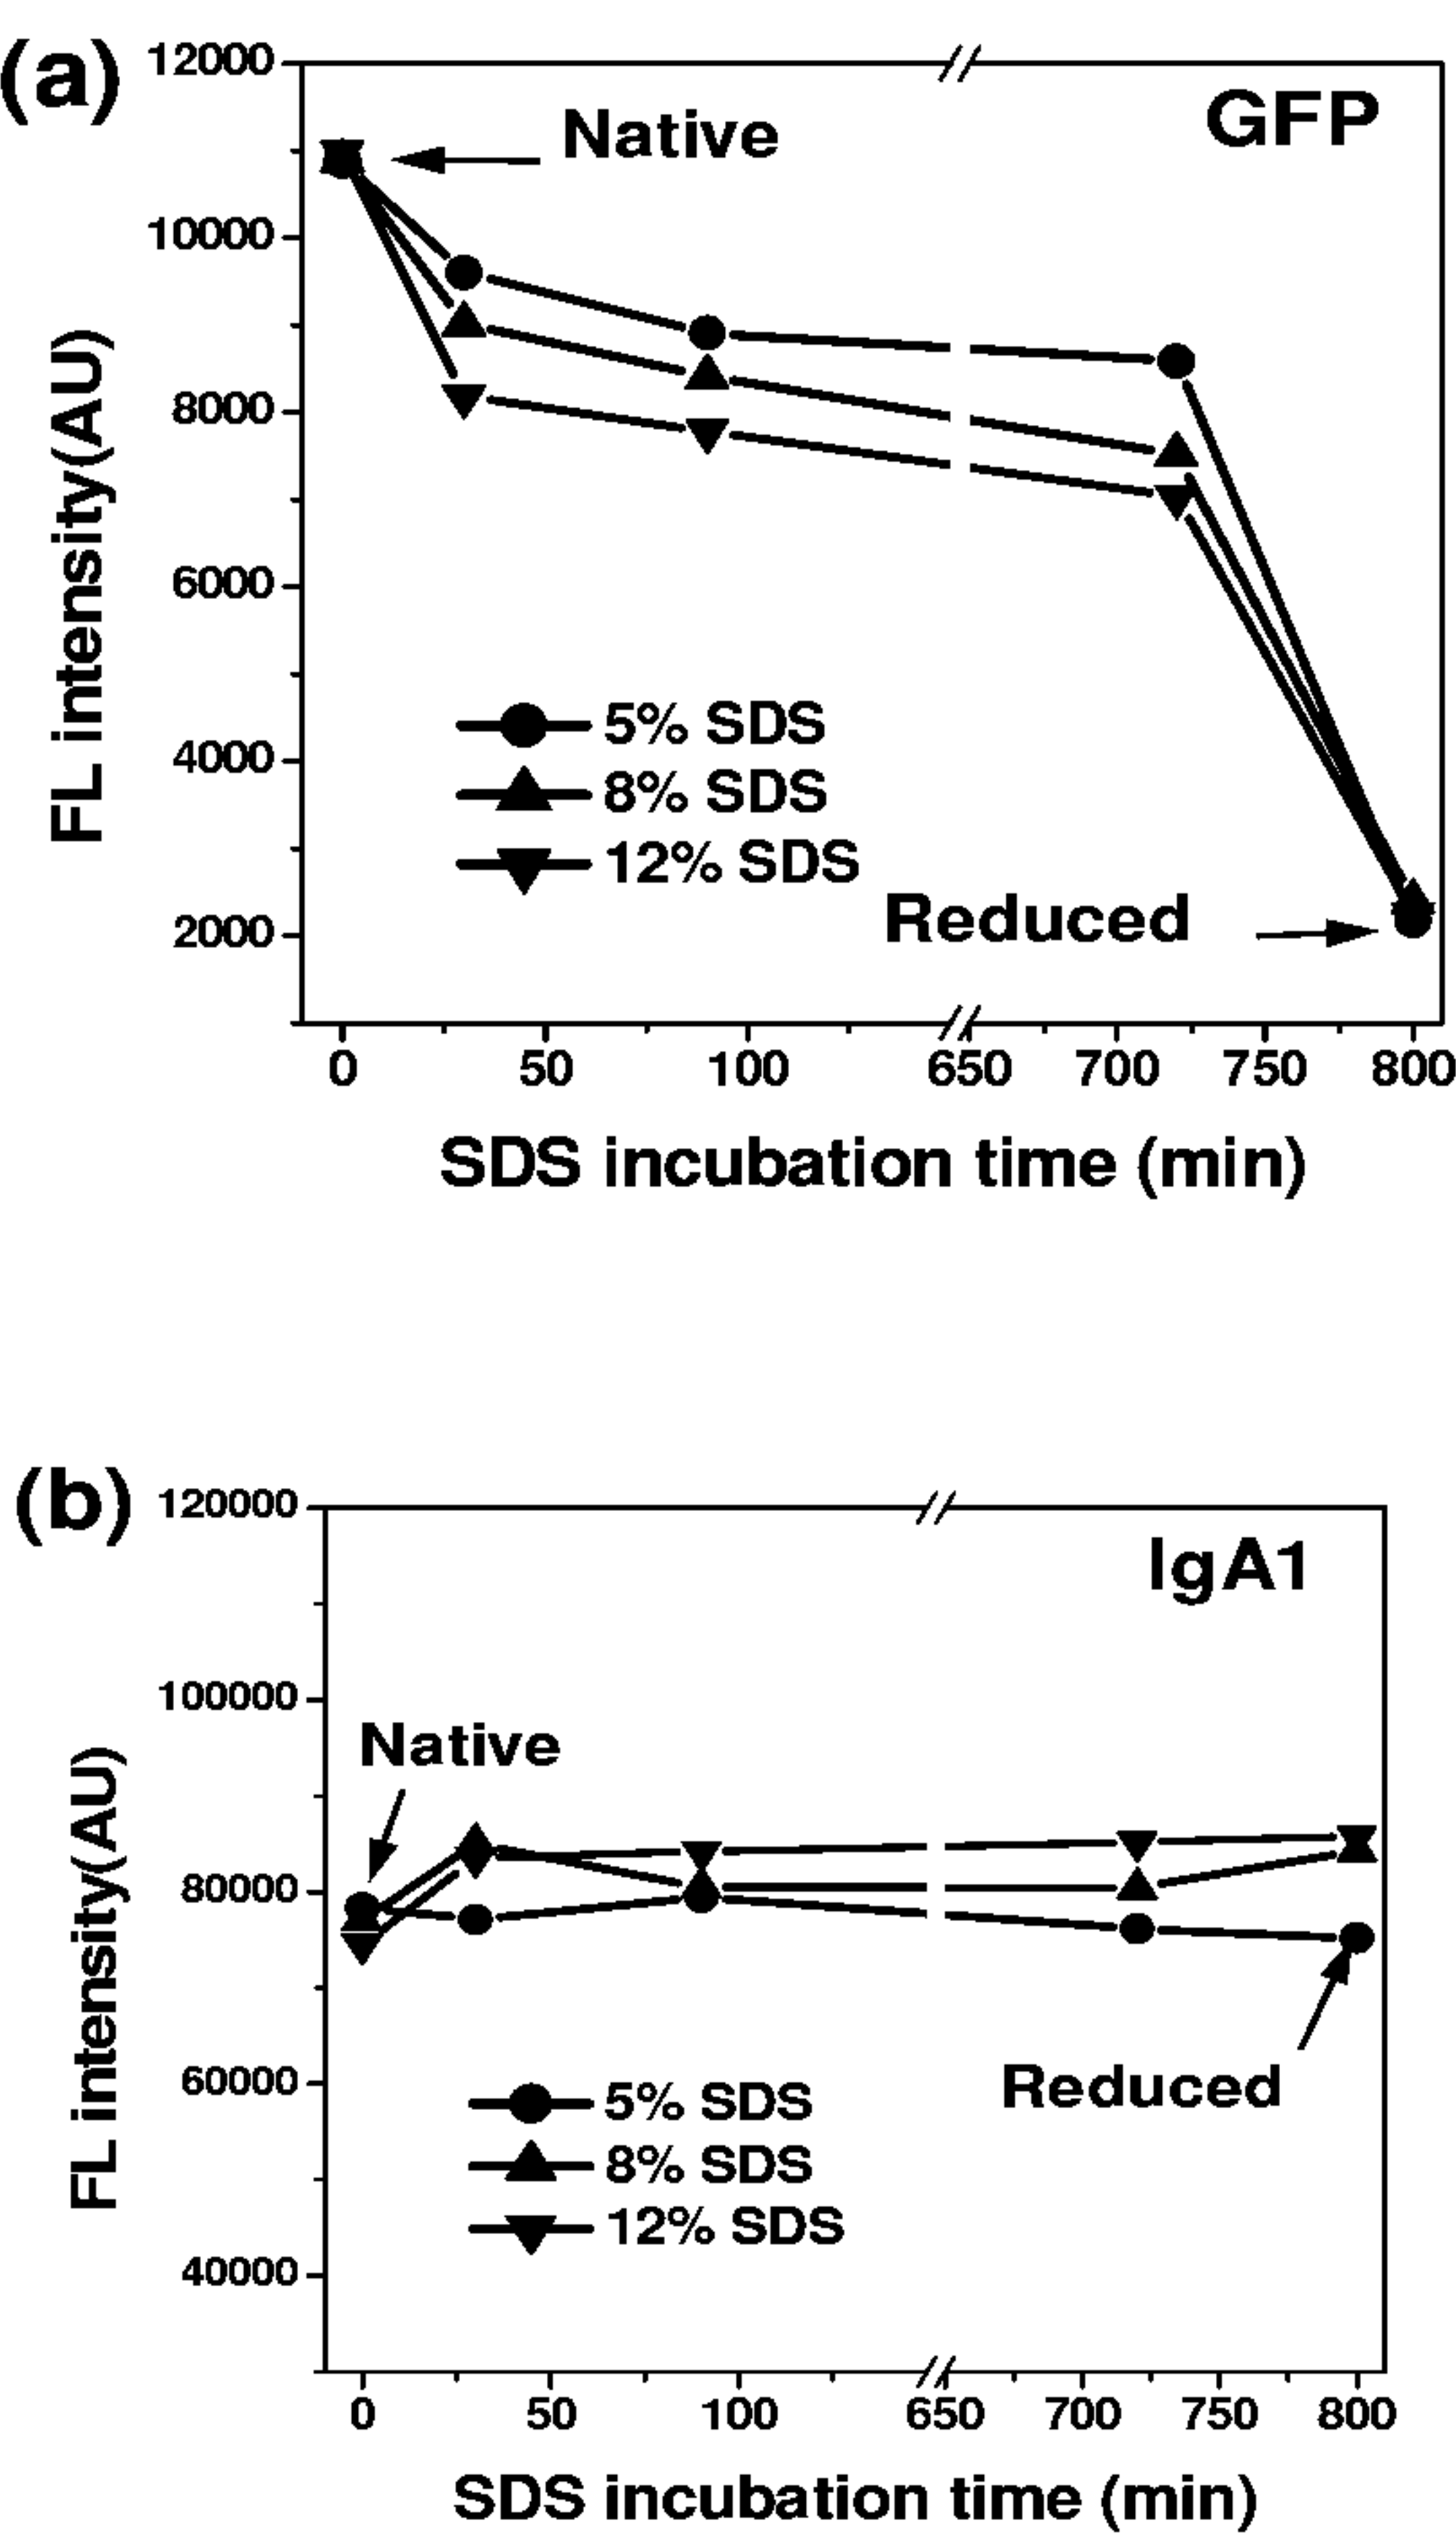 (a)
12000
10000
8000
6000
4000
2000
FL intensity(AU)
GFP
Native
5% SDS
8% SDS
12% SDS
Reduced
0 50 100 650 700 750 800
SDS incubation time (min)
(b)
120000
100000
80000
60000
40000
FL intensity(AU)
IgA1
Native
Reduced
5% SDS
8% SDS
12% SDS
0 50 100 650 700 750 800
SDS incubation time (min)